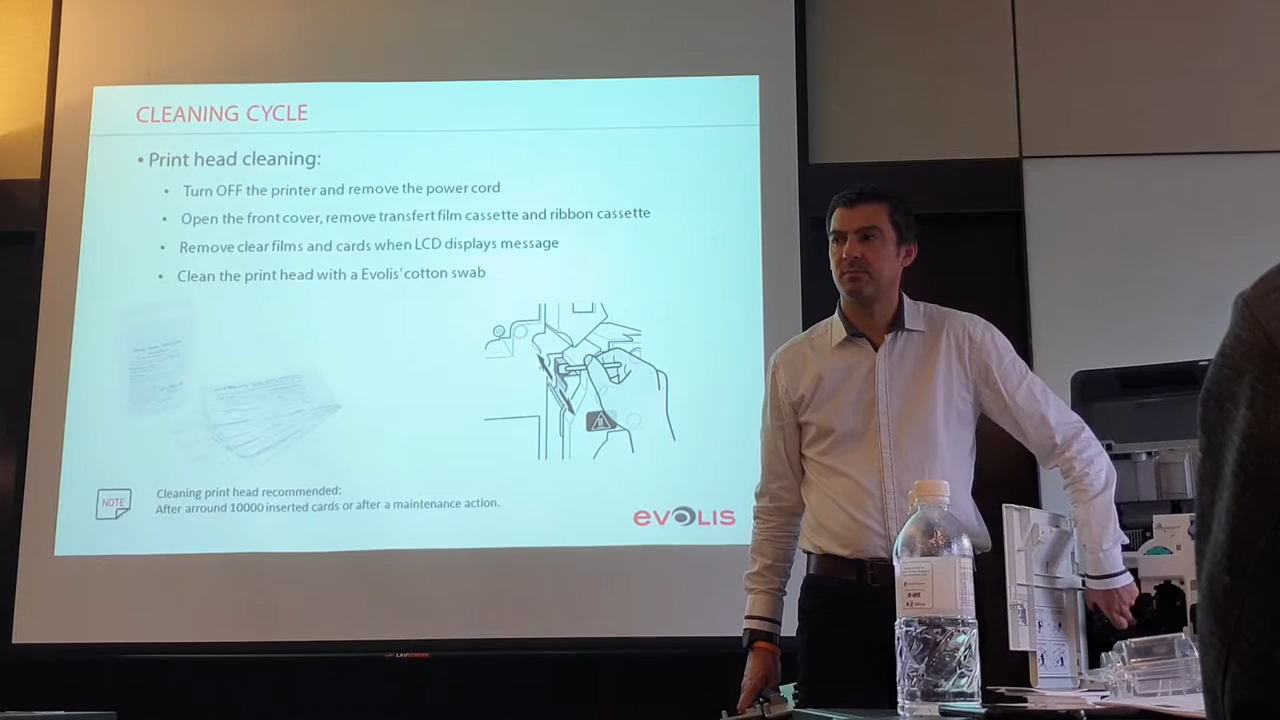 CLEANING CYCLE
• Print head cleaning:
• Turn OFF the printer and remove the power cord
• Open the front cover, remove transfert film cassette and ribbon cassette
• Remove clear films and cards when LCD displays message
• Clean the print head with a Evolis' cotton swab
NOTE
Cleaning print head recommended:
After arround 10000 inserted cards or after a maintenance action.
evolis